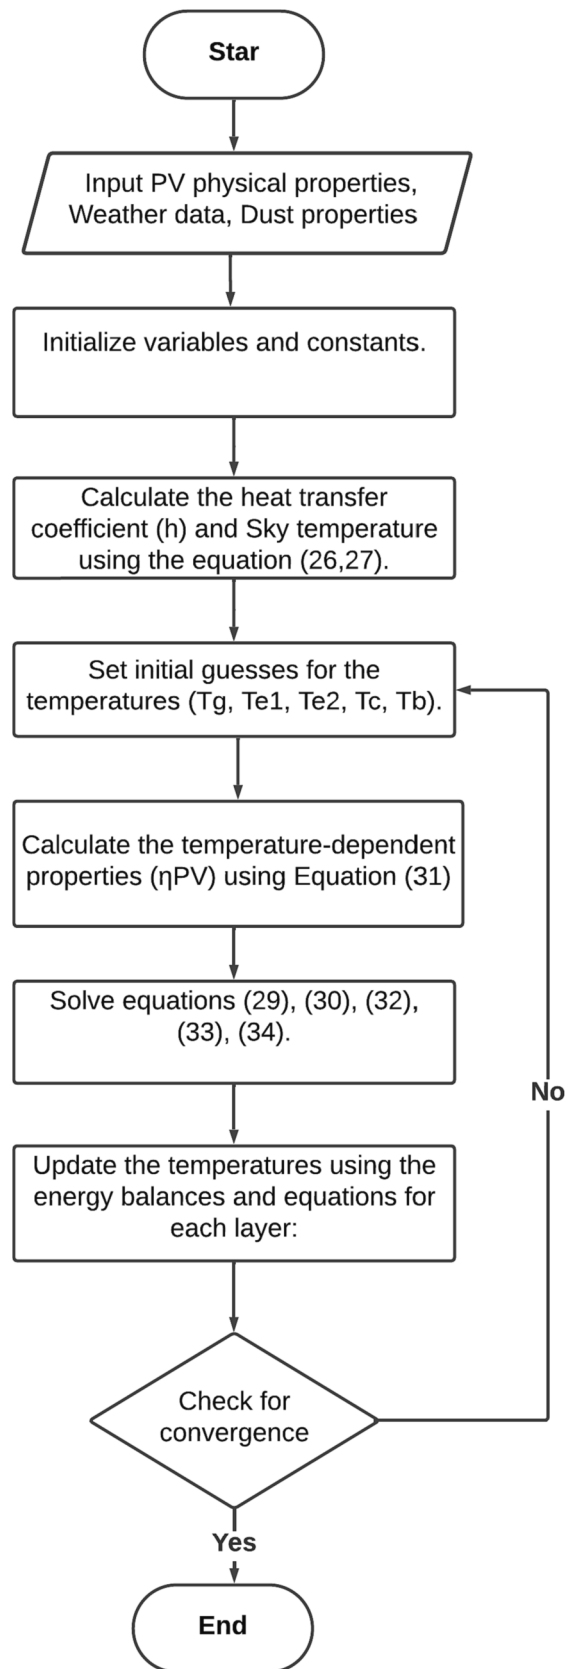 Star
Input PV physical properties,
Weather data, Dust properties
Initialize variables and constants.
Calculate the heat transfer
coefficient (h) and Sky temperature
using the equation (26,27).
Set initial guesses for the
temperatures (Tg, Te1, Te2, Tc, Tb).
Calculate the temperature-dependent
properties (ηPV) using Equation (31)
Solve equations (29), (30), (32),
(33), (34).
No
Update the temperatures using the
energy balances and equations for
each layer:
Check for
convergence
Yes
End